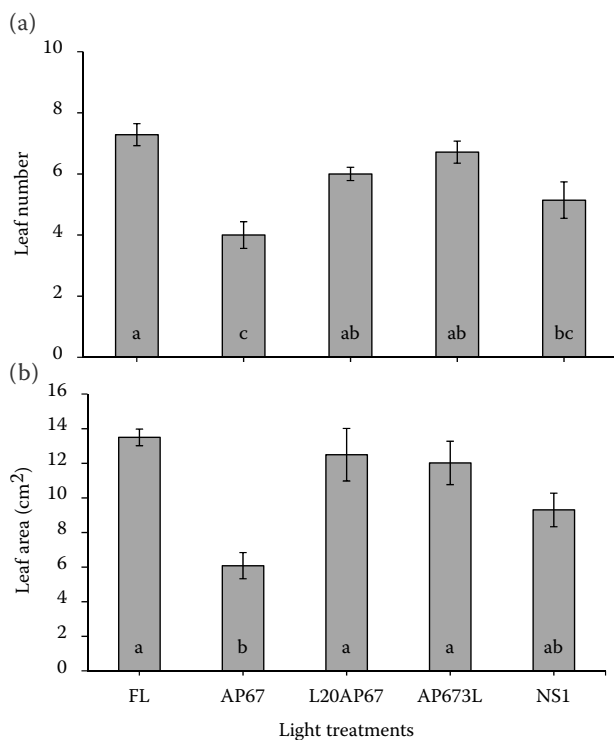 (a)
10
8
6
4
2
0
Leaf number
a c ab ab bc
(b)
16
14
12
10
8
6
4
2
0
Leaf area (cm²)
a b a a ab
FL AP67 L20AP67 AP673L NS1
Light treatments